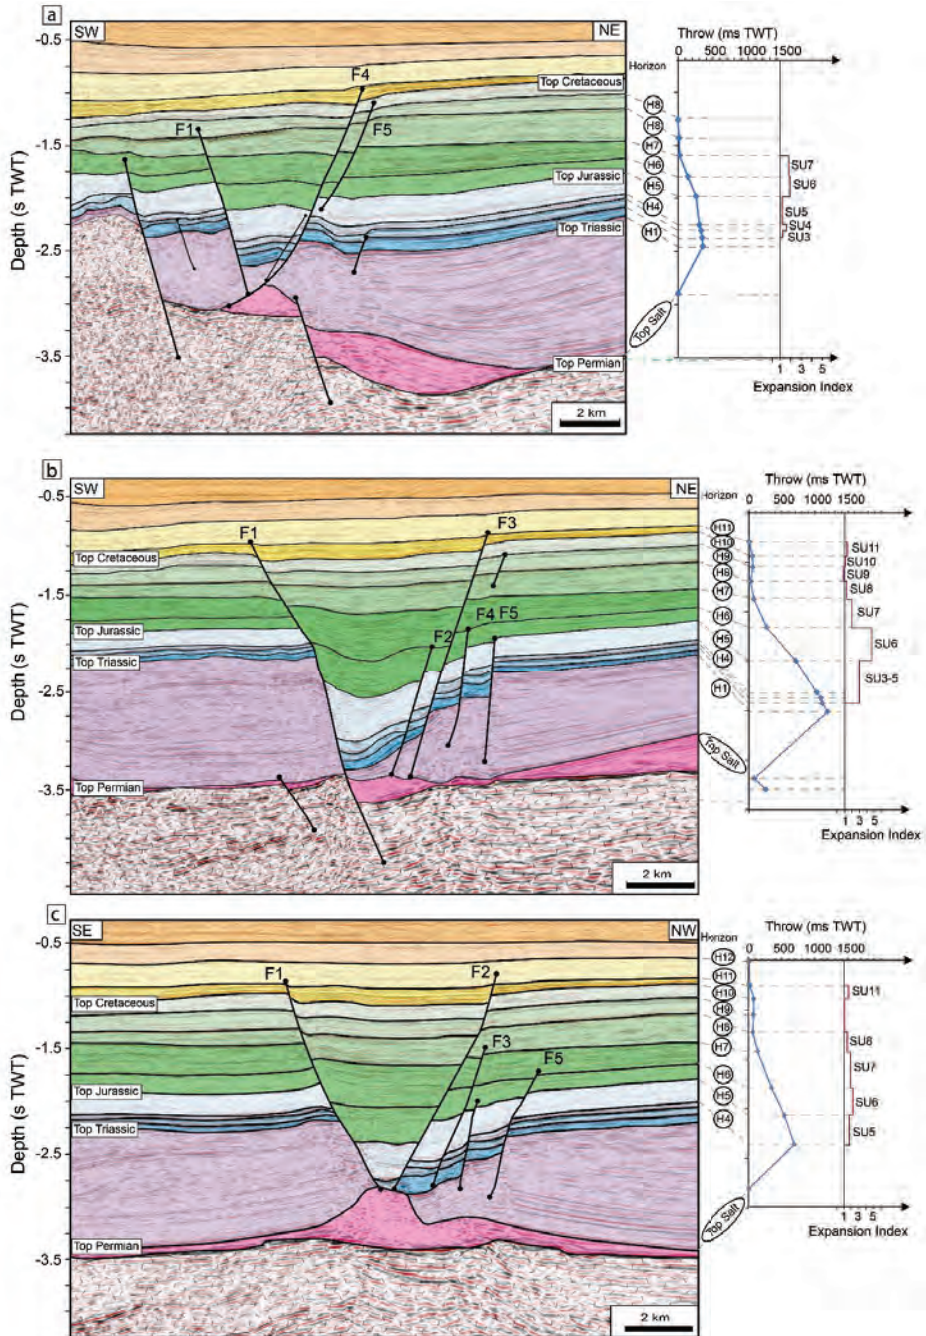 a
SW
NE
-0.5
-1.5
-2.5
-3.5
Depth (s TWT)
F1
F4
F5
Top Cretaceous
Top Jurassic
Top Triassic
Top Permian
2 km
Throw (ms TWT)
0 500 1000 1500
Horizon
H8
H8
H7
H6
H5
H4
H1
Top Salt
SU7
SU6
SU5
SU4
SU3
1 3 5
Expansion Index
b
SW
NE
-0.5
-1.5
-2.5
-3.5
Depth (s TWT)
F1
F3
F2
F4
F5
Top Cretaceous
Top Jurassic
Top Triassic
Top Permian
2 km
Throw (ms TWT)
0 500 1000 1500
Horizon
H11
H10
H9
H8
H7
H6
H5
H4
H1
Top Salt
SU11
SU10
SU9
SU8
SU7
SU6
SU3-5
1 3 5
Expansion Index
c
SE
NW
-0.5
-1.5
-2.5
-3.5
Depth (s TWT)
F1
F2
F3
F5
Top Cretaceous
Top Jurassic
Top Triassic
Top Permian
2 km
Throw (ms TWT)
0 500 1000 1500
Horizon
H12
H11
H10
H9
H8
H7
H6
H5
H4
Top Salt
SU11
SU8
SU7
SU6
SU5
1 3 5
Expansion Index